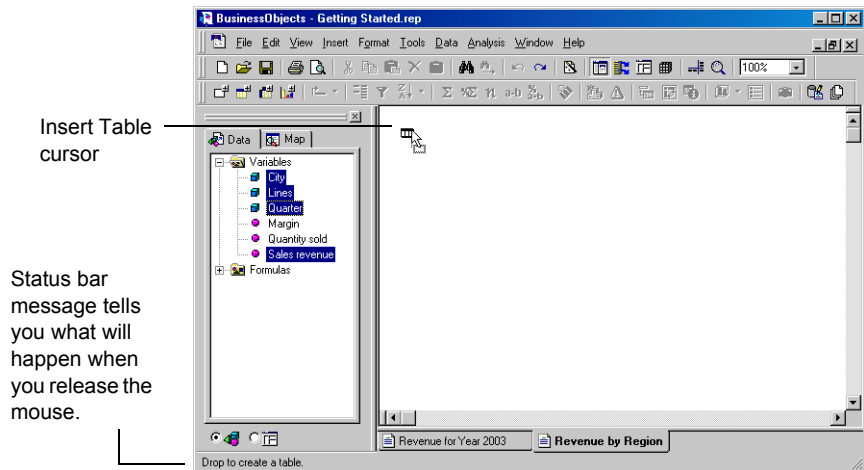 BusinessObjects - Getting Started.rep
File Edit View Insert Format Tools Data Analysis Window Help
100%
Insert Table
cursor
Data
Map
Variables
City
Lines
Quarter
Margin
Quantity sold
Sales revenue
Formulas
Status bar
message tells
you what will
happen when
you release the
mouse.
Revenue for Year 2003
Revenue by Region
Drop to create a table.